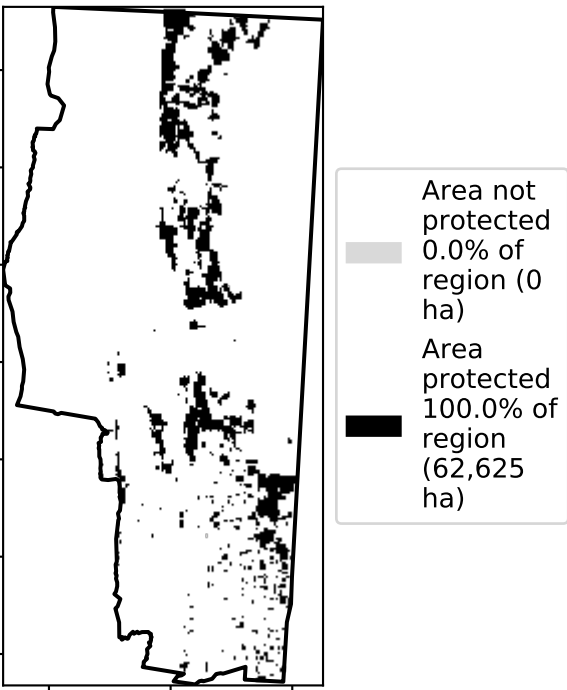 Area not
protected
0.0% of
region (0
ha)
Area
protected
100.0% of
region
(62,625
ha)